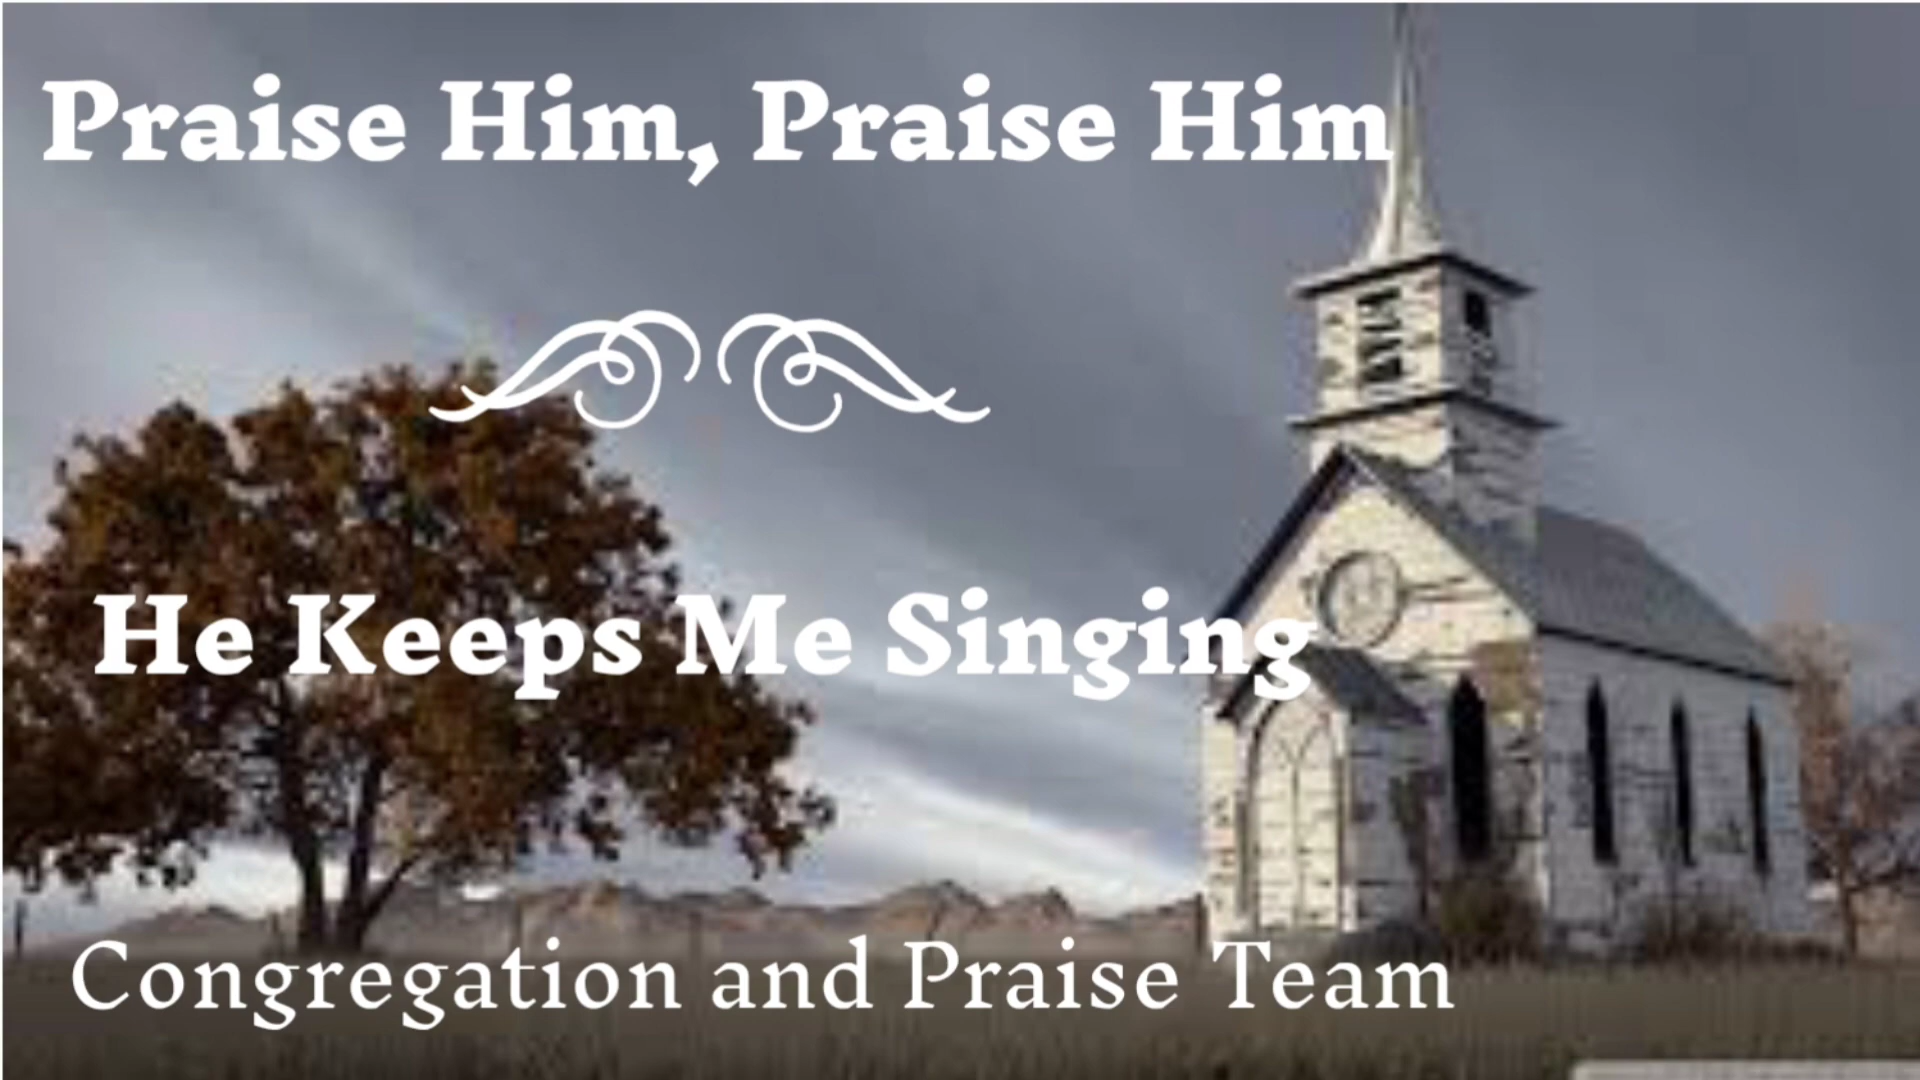 Praise Him, Praise Him
He Keeps Me Singing
Congregation and Praise Team